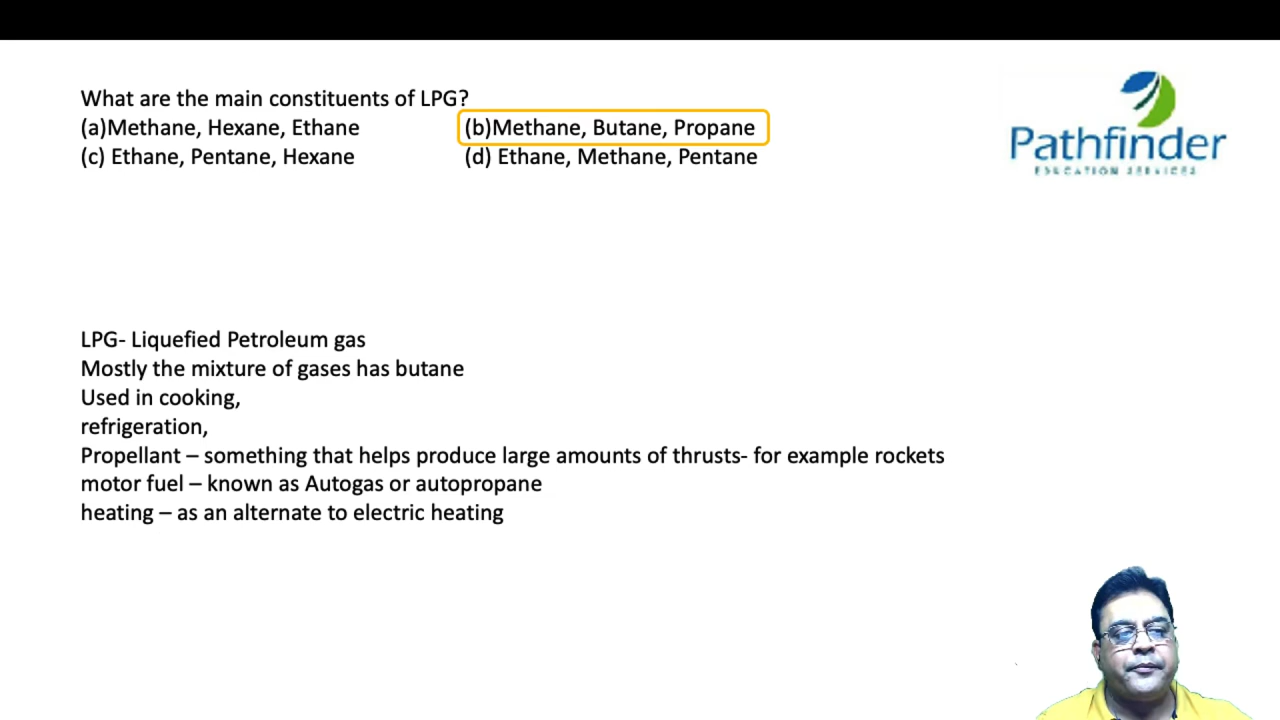 What are the main constituents of LPG?
(a)Methane, Hexane, Ethane (b)Methane, Butane, Propane
(c) Ethane, Pentane, Hexane (d) Ethane, Methane, Pentane
Pathfinder
EDUCATION SERVICES
LPG- Liquefied Petroleum gas
Mostly the mixture of gases has butane
Used in cooking,
refrigeration,
Propellant – something that helps produce large amounts of thrusts- for example rockets
motor fuel – known as Autogas or autopropane
heating – as an alternate to electric heating